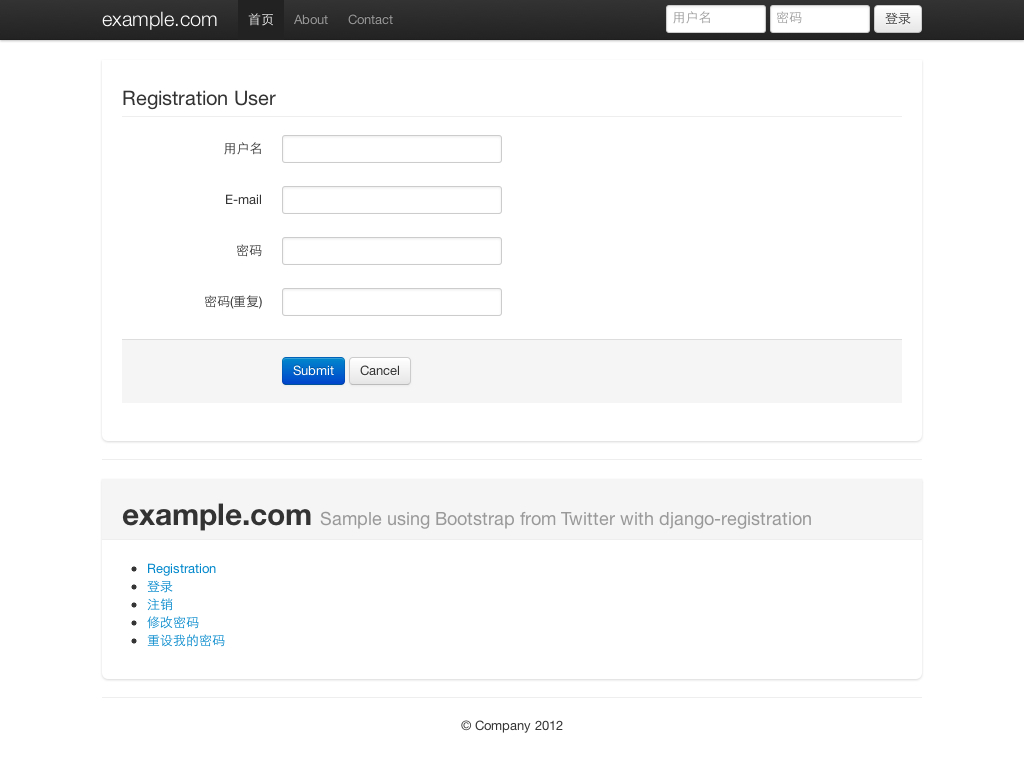 example.com 首页 About Contact 用户名 密码 登录
Registration User
用户名
E-mail
密码
密码(重复)
Submit Cancel
example.com Sample using Bootstrap from Twitter with django-registration
Registration
登录
注销
修改密码
重设我的密码
© Company 2012